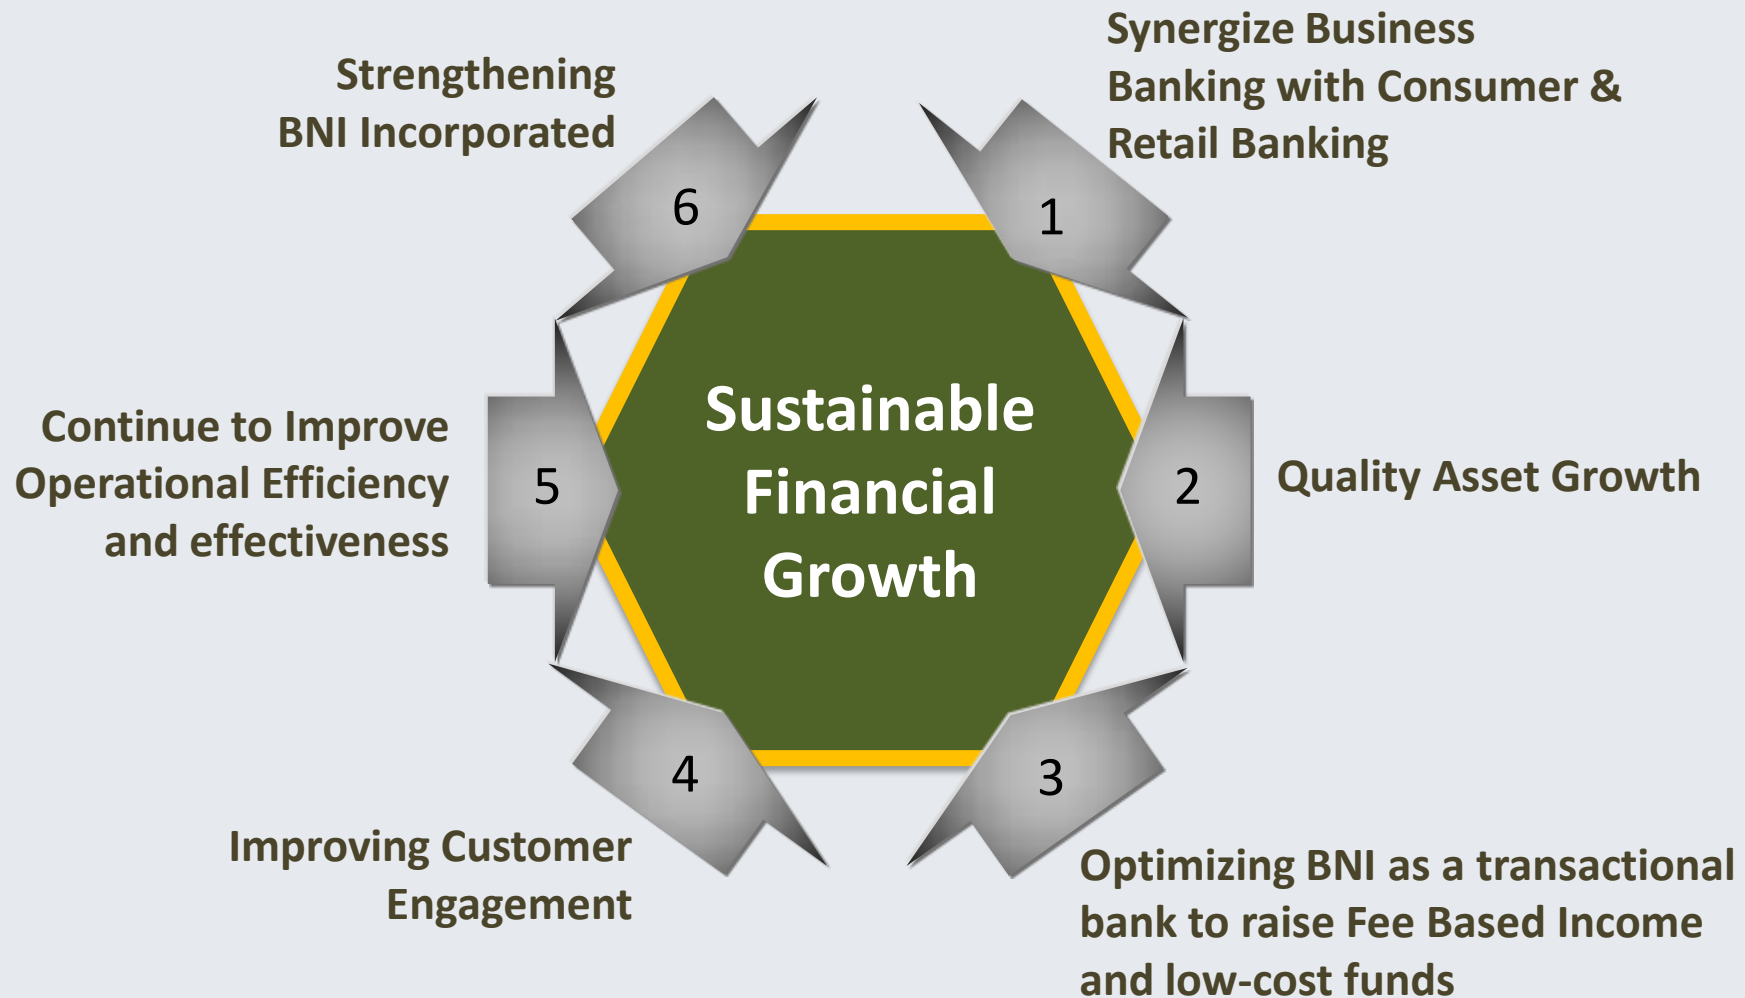 Synergize Business
Banking with Consumer &
Retail Banking
1
Quality Asset Growth
2
Optimizing BNI as a transactional
bank to raise Fee Based Income
and low-cost funds
3
Improving Customer
Engagement
4
Continue to Improve
Operational Efficiency
and effectiveness
5
Strengthening
BNI Incorporated
6
Sustainable
Financial
Growth